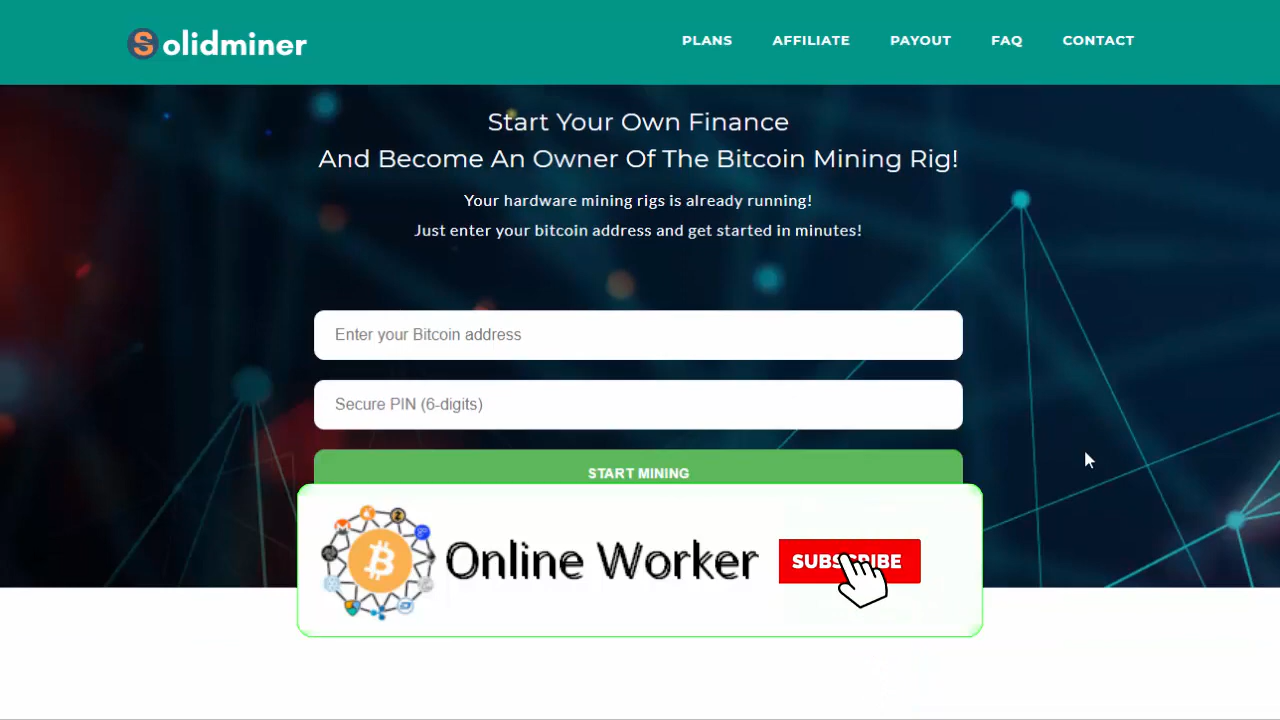 Solidminer
PLANS AFFILIATE PAYOUT FAQ CONTACT
Start Your Own Finance
And Become An Owner Of The Bitcoin Mining Rig!
Your hardware mining rigs is already running!
Just enter your bitcoin address and get started in minutes!
Enter your Bitcoin address
Secure PIN (6-digits)
START MINING
Online Worker SUBSCRIBE